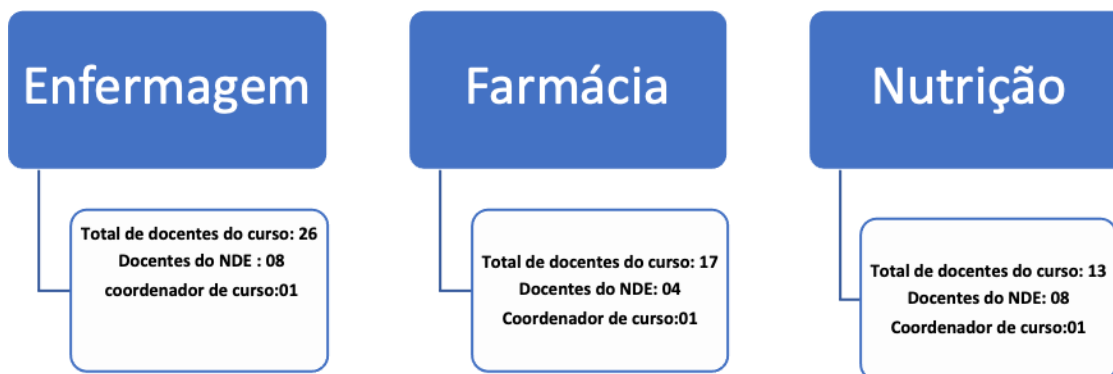 Enfermagem
Total de docentes do curso: 26
Docentes do NDE : 08
coordenador de curso:01
Farmácia
Total de docentes do curso: 17
Docentes do NDE: 04
Coordenador de curso:01
Nutrição
Total de docentes do curso: 13
Docentes do NDE: 08
Coordenador de curso:01